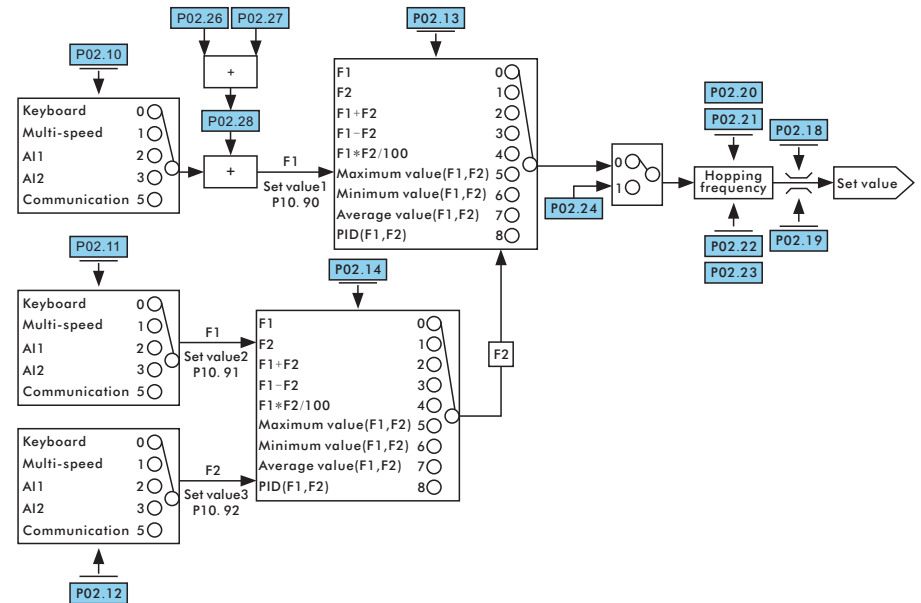 P02.26
P02.27
P02.10
+
P02.28
+
Keyboard 0
Multi-speed 1
AI1 2
AI2 3
Communication 5
F1
Set value1
P10. 90
P02.13
F1 0
F2 1
F1+F2 2
F1-F2 3
F1*F2/100 4
Maximum value(F1,F2) 5
Minimum value(F1,F2) 6
Average value(F1,F2) 7
PID(F1,F2) 8
0
1
P02.24
P02.20
P02.21
Hopping
frequency
P02.22
P02.23
P02.18
P02.19
Set value
P02.11
Keyboard 0
Multi-speed 1
AI1 2
AI2 3
Communication 5
F1
Set value2
P10. 91
P02.14
F1 0
F2 1
F1+F2 2
F1-F2 3
F1*F2/100 4
Maximum value(F1,F2) 5
Minimum value(F1,F2) 6
Average value(F1,F2) 7
PID(F1,F2) 8
F2
Keyboard 0
Multi-speed 1
AI1 2
AI2 3
Communication 5
F2
Set value3
P10. 92
P02.12